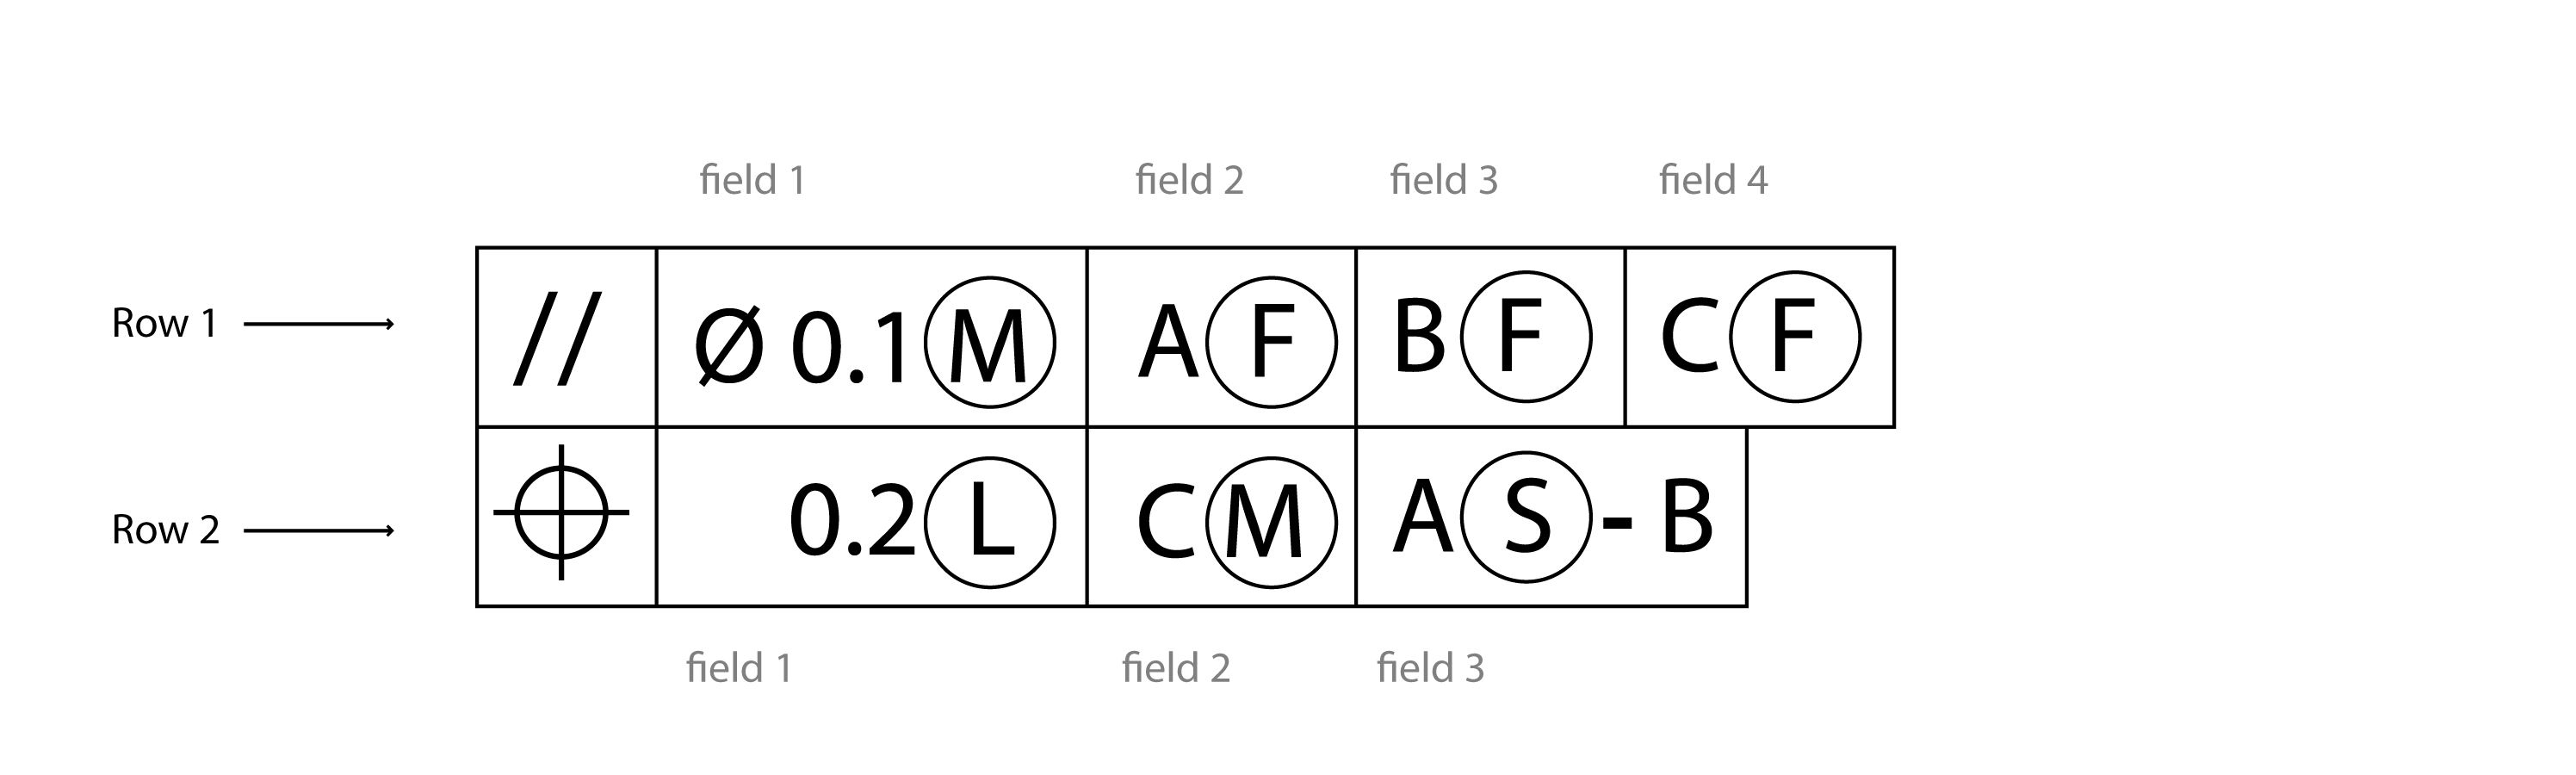 field 1 field 2 field 3 field 4
Row 1 // Ø 0.1 Ⓜ A Ⓕ B Ⓕ C Ⓕ
Row 2 ⌖ 0.2 Ⓛ C Ⓜ A Ⓢ - B
field 1 field 2 field 3